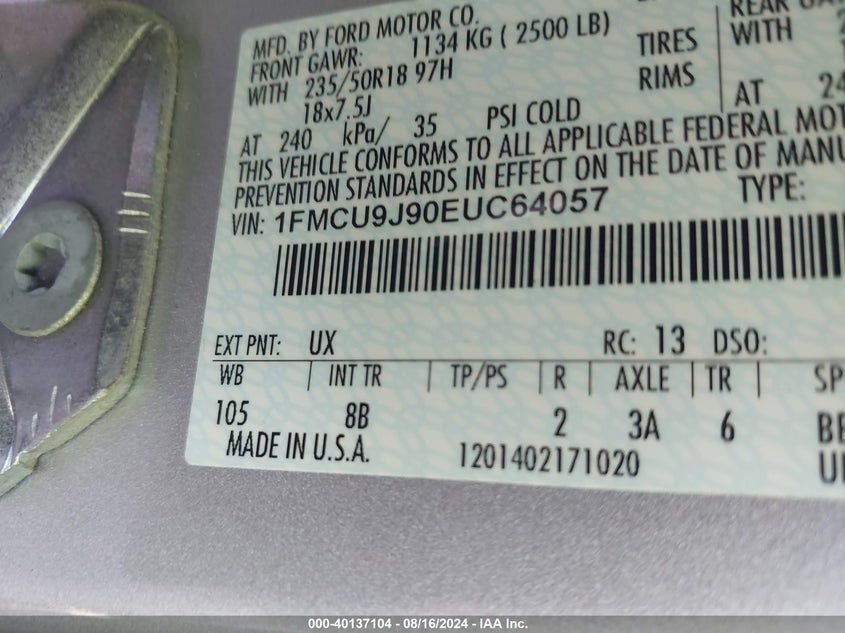 MFD. BY FORD MOTOR CO.
FRONT GAWR: 1134 KG ( 2500 LB)
REAR
WITH 235/50R18 97H TIRES WITH
18x7.5J RIMS
AT 240 kPa/ 35 PSI COLD AT
THIS VEHICLE CONFORMS TO ALL APPLICABLE FEDERAL
PREVENTION STANDARDS IN EFFECT ON THE DATE OF
VIN: 1FMCU9J90EUC64057 TYPE:
EXT PNT: UX RC: 13 DSO:
WB INT TR TP/PS R AXLE TR
105 8B 2 3A 6
MADE IN U.S.A. 1201402171020
000-40137104 - 08/16/2024 - IAA Inc.